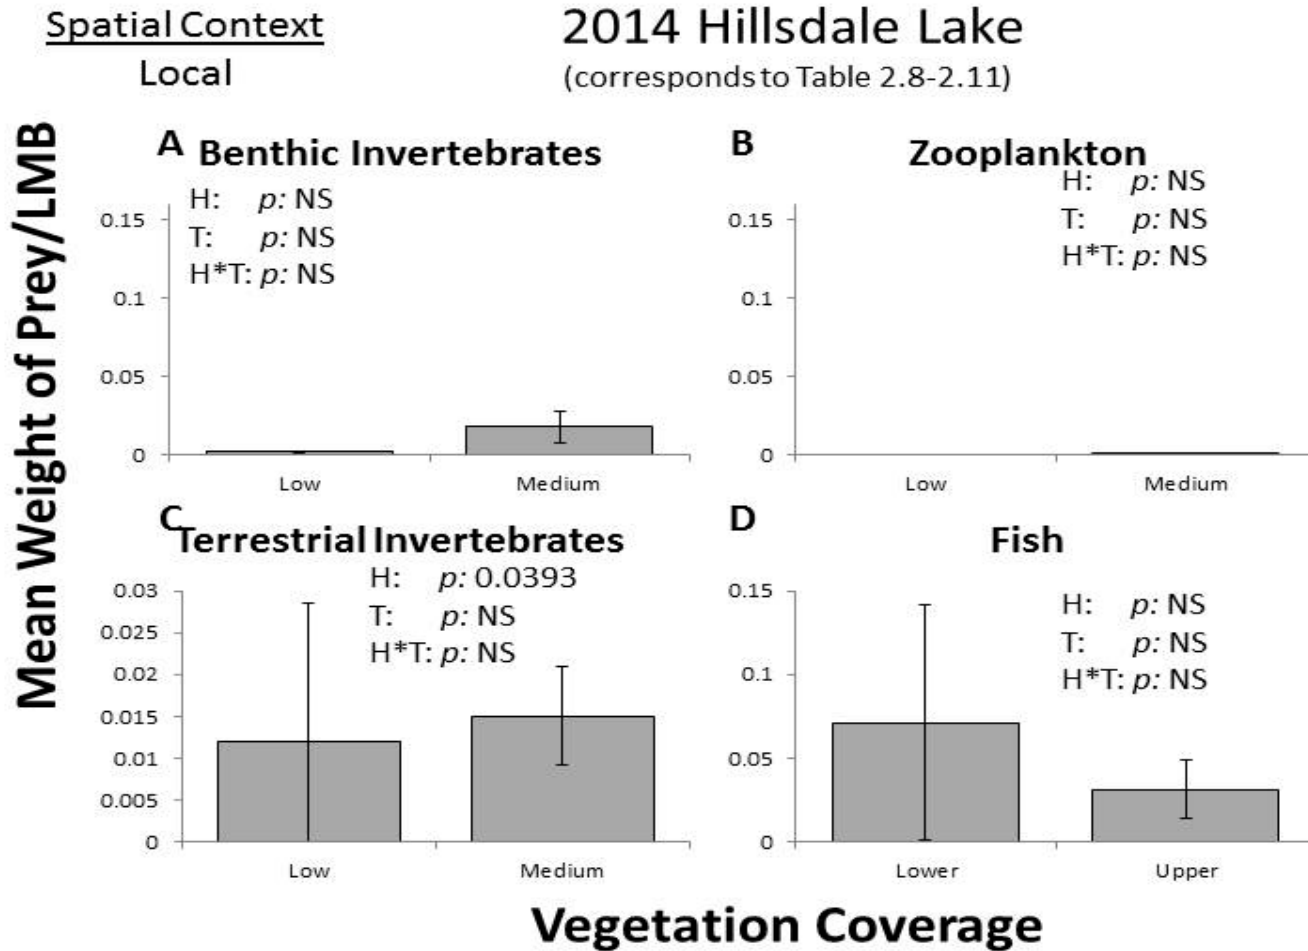 Spatial Context
Local
2014 Hillsdale Lake
(corresponds to Table 2.8-2.11)
Mean Weight of Prey/LMB
A Benthic Invertebrates
H: p: NS
T: p: NS
H*T: p: NS
0.15
0.1
0.05
0
Low Medium
B Zooplankton
H: p: NS
T: p: NS
H*T: p: NS
0.15
0.1
0.05
0
Low Medium
C Terrestrial Invertebrates
H: p: 0.0393
T: p: NS
H*T: p: NS
0.03
0.025
0.02
0.015
0.01
0.005
0
Low Medium
D Fish
H: p: NS
T: p: NS
H*T: p: NS
0.15
0.1
0.05
0
Lower Upper
Vegetation Coverage